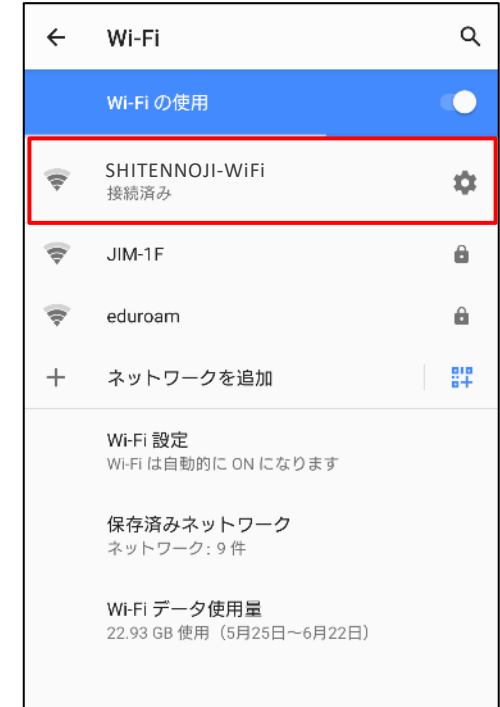 Wi-Fi
Wi-Fi の使用
SHITENNOJI-WiFi
接続済み
JIM-1F
eduroam
ネットワークを追加
Wi-Fi 設定
Wi-Fi は自動的に ON になります
保存済みネットワーク
ネットワーク: 9 件
Wi-Fi データ使用量
22.93 GB 使用（5月25日～6月22日）